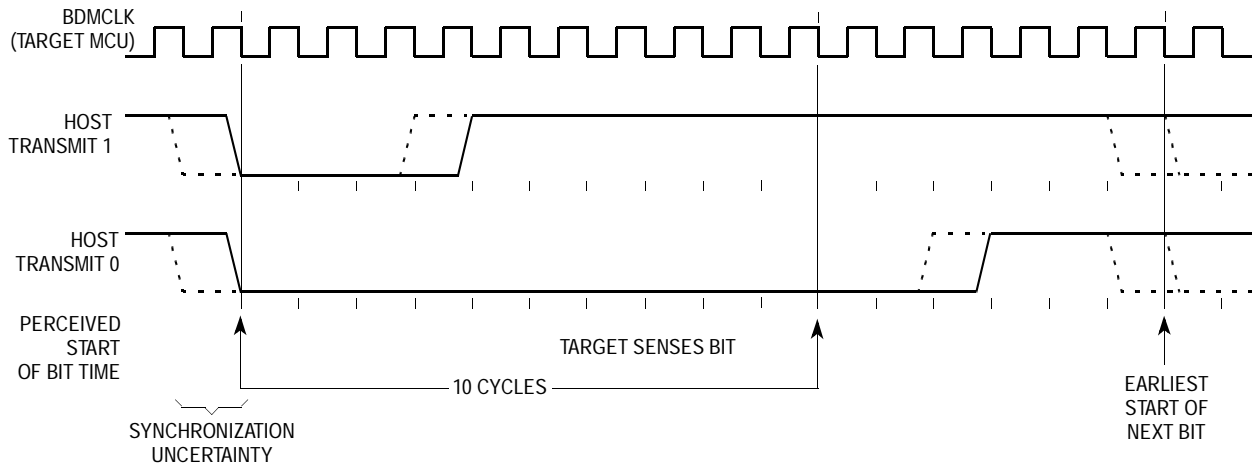 BDMCLK
(TARGET MCU)
HOST
TRANSMIT 1
HOST
TRANSMIT 0
PERCEIVED
START
OF BIT TIME
TARGET SENSES BIT
10 CYCLES
SYNCHRONIZATION
UNCERTAINTY
EARLIEST
START OF
NEXT BIT